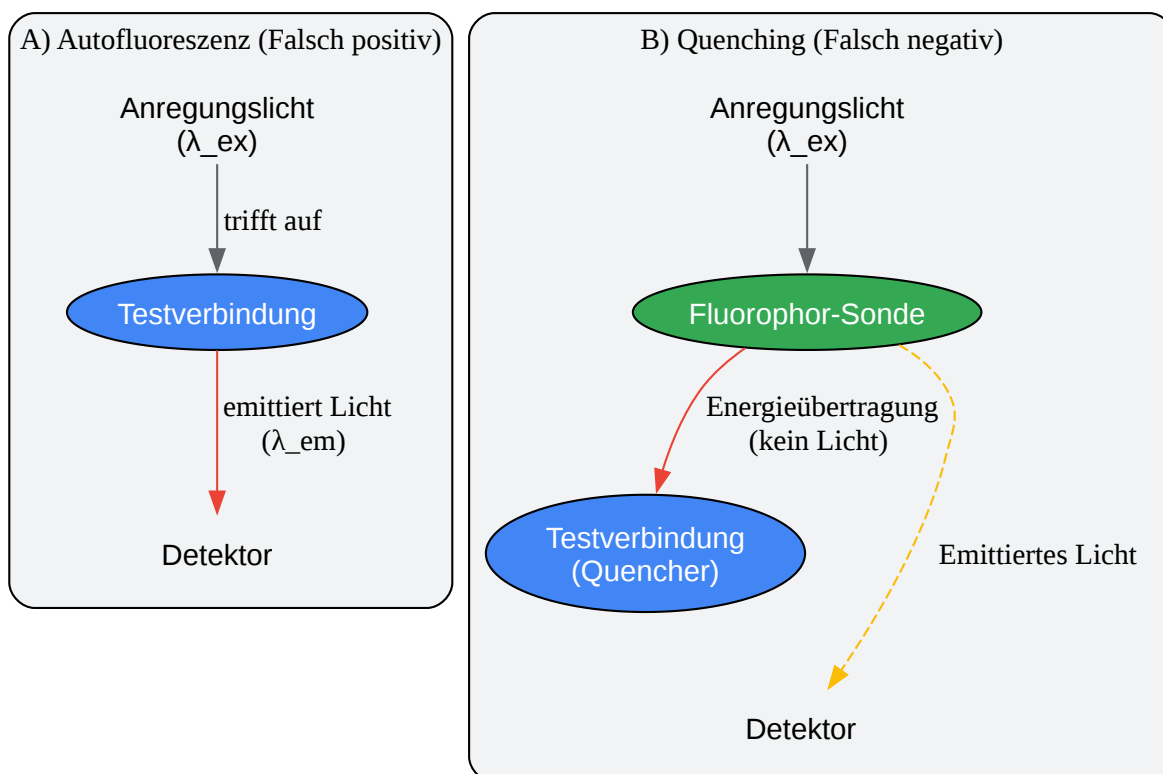 A) Autofluoreszenz (Falsch positiv)
Anregungslicht
(λ_ex)
trifft auf
Testverbindung
emittiert Licht
(λ_em)
Detektor
B) Quenching (Falsch negativ)
Anregungslicht
(λ_ex)
Fluorophor-Sonde
Energieübertragung
(kein Licht)
Testverbindung
(Quencher)
Emittiertes Licht
Detektor